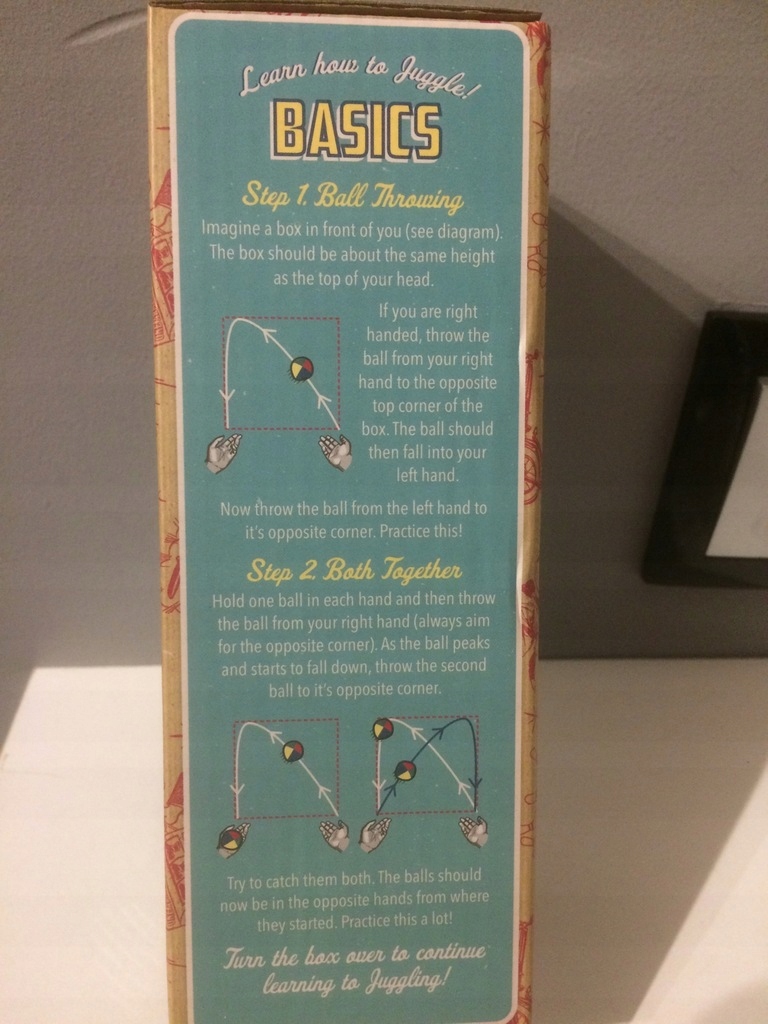 Learn how to Juggle!
BASICS
Step 1. Ball Throwing
Imagine a box in front of you (see diagram).
The box should be about the same height
as the top of your head.
If you are right
handed, throw the
ball from your right
hand to the opposite
top corner of the
box. The ball should
then fall into your
left hand.
Now throw the ball from the left hand to
it's opposite corner. Practice this!
Step 2. Both Together
Hold one ball in each hand and then throw
the ball from your right hand (always aim
for the opposite corner). As the ball peaks
and starts to fall down, throw the second
ball to it's opposite corner.
Try to catch them both. The balls should
now be in the opposite hands from where
they started. Practice this a lot!
Turn the box over to continue
learning to Juggling!